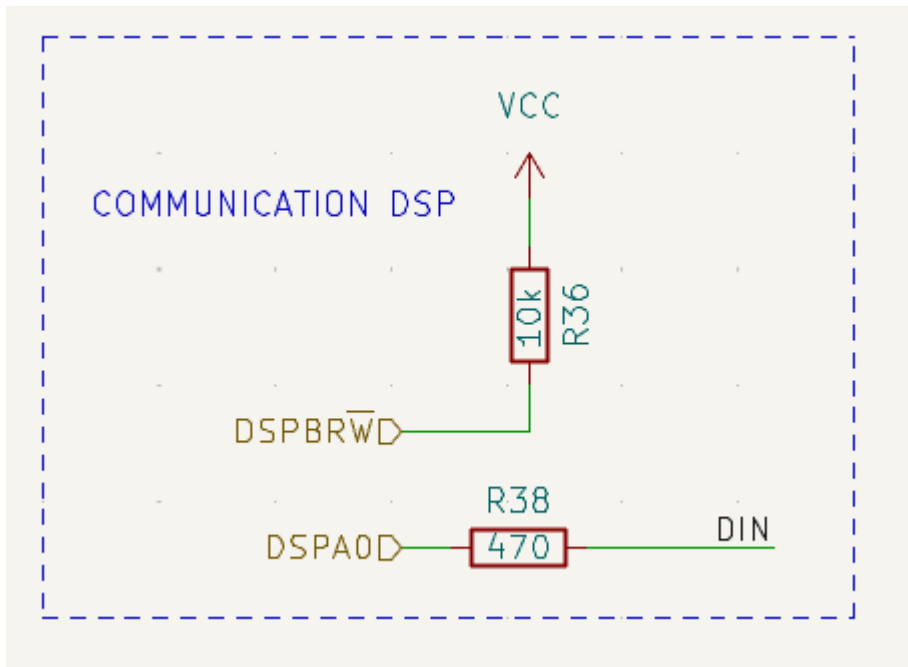 VCC
COMMUNICATION DSP
10k
R36
DSPBRW̅
R38
DIN
DSPA0
470